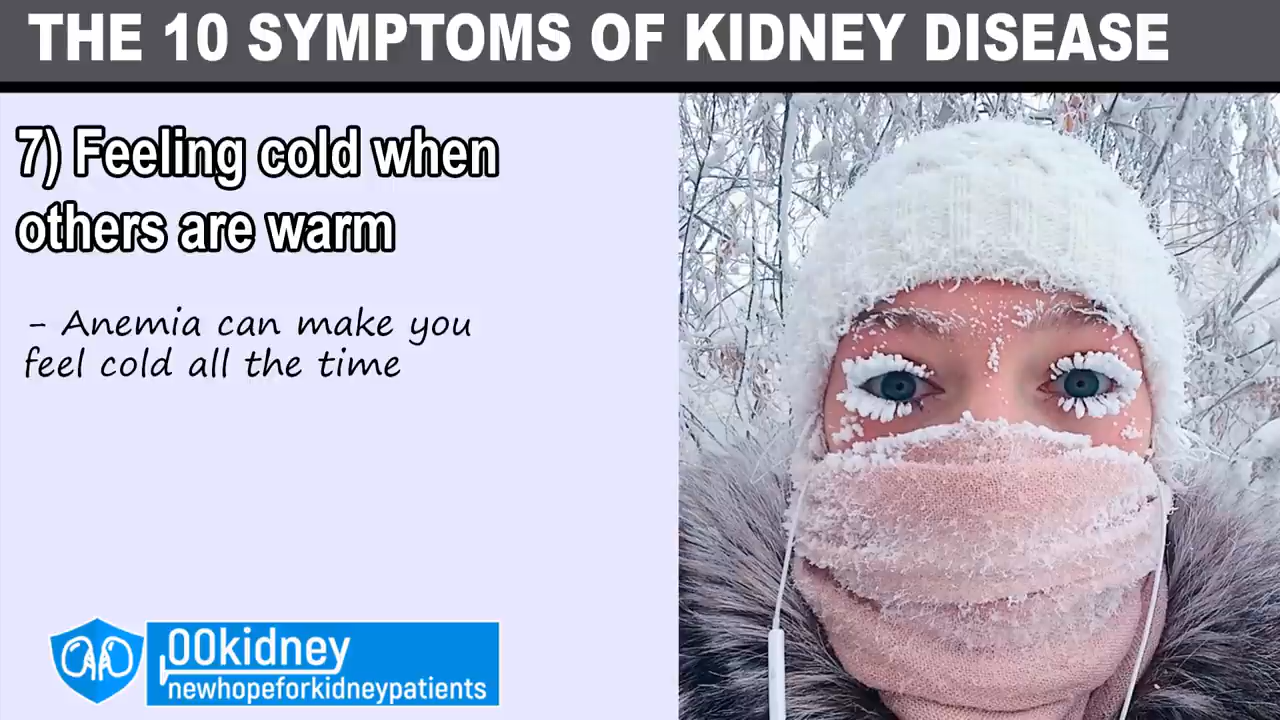 THE 10 SYMPTOMS OF KIDNEY DISEASE
7) Feeling cold when
others are warm
- Anemia can make you
feel cold all the time
00kidney
newhopeforkidneypatients